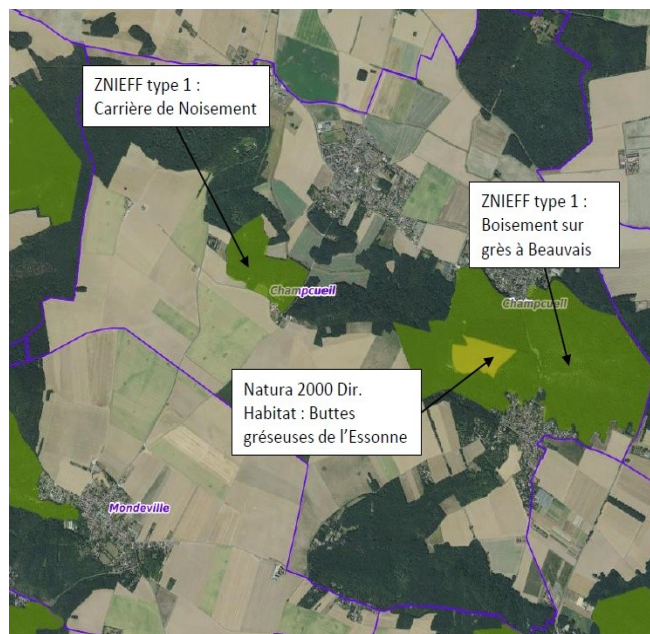 ZNIEFF type 1 :
Carrière de Noisement
ZNIEFF type 1 :
Boisement sur
grès à Beauvais
Champcueil
Champcueil
Natura 2000 Dir.
Habitat : Buttes
gréseuses de l’Essonne
Mondeville